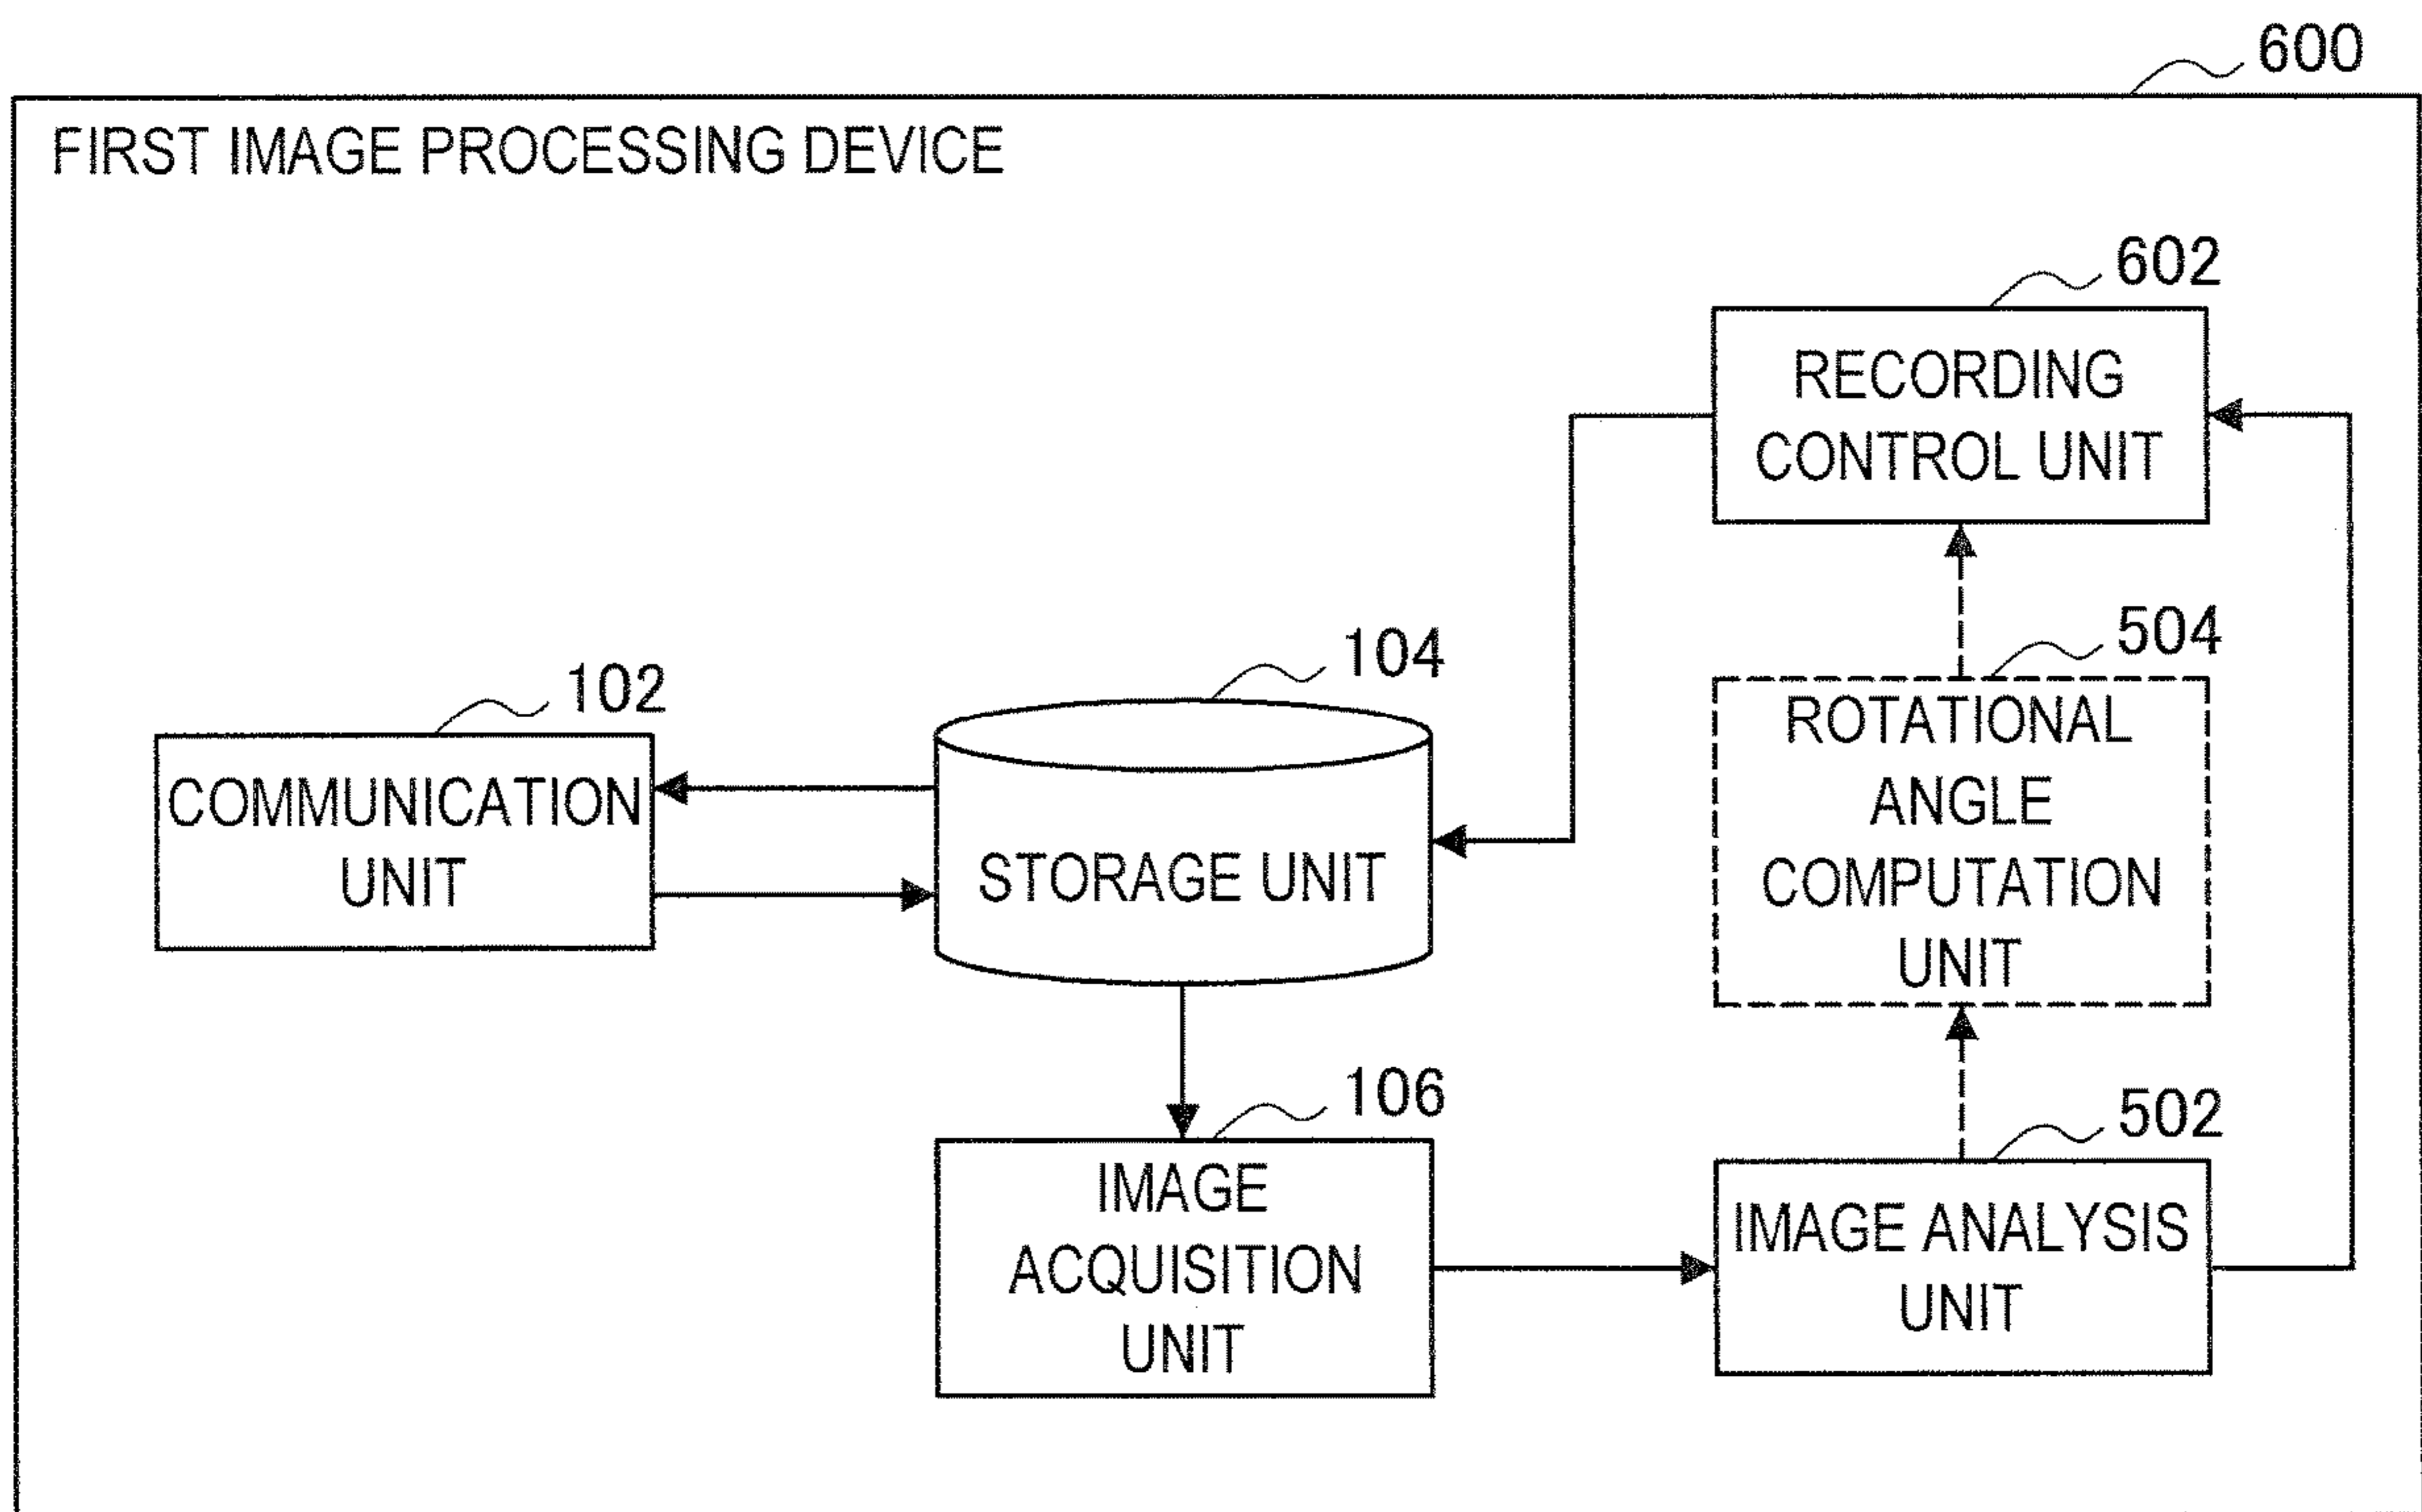 600
FIRST IMAGE PROCESSING DEVICE
602
RECORDING
CONTROL UNIT
104
504
102
ROTATIONAL
ANGLE
COMPUTATION
UNIT
COMMUNICATION
UNIT
STORAGE UNIT
106
502
IMAGE
ACQUISITION
UNIT
IMAGE ANALYSIS
UNIT